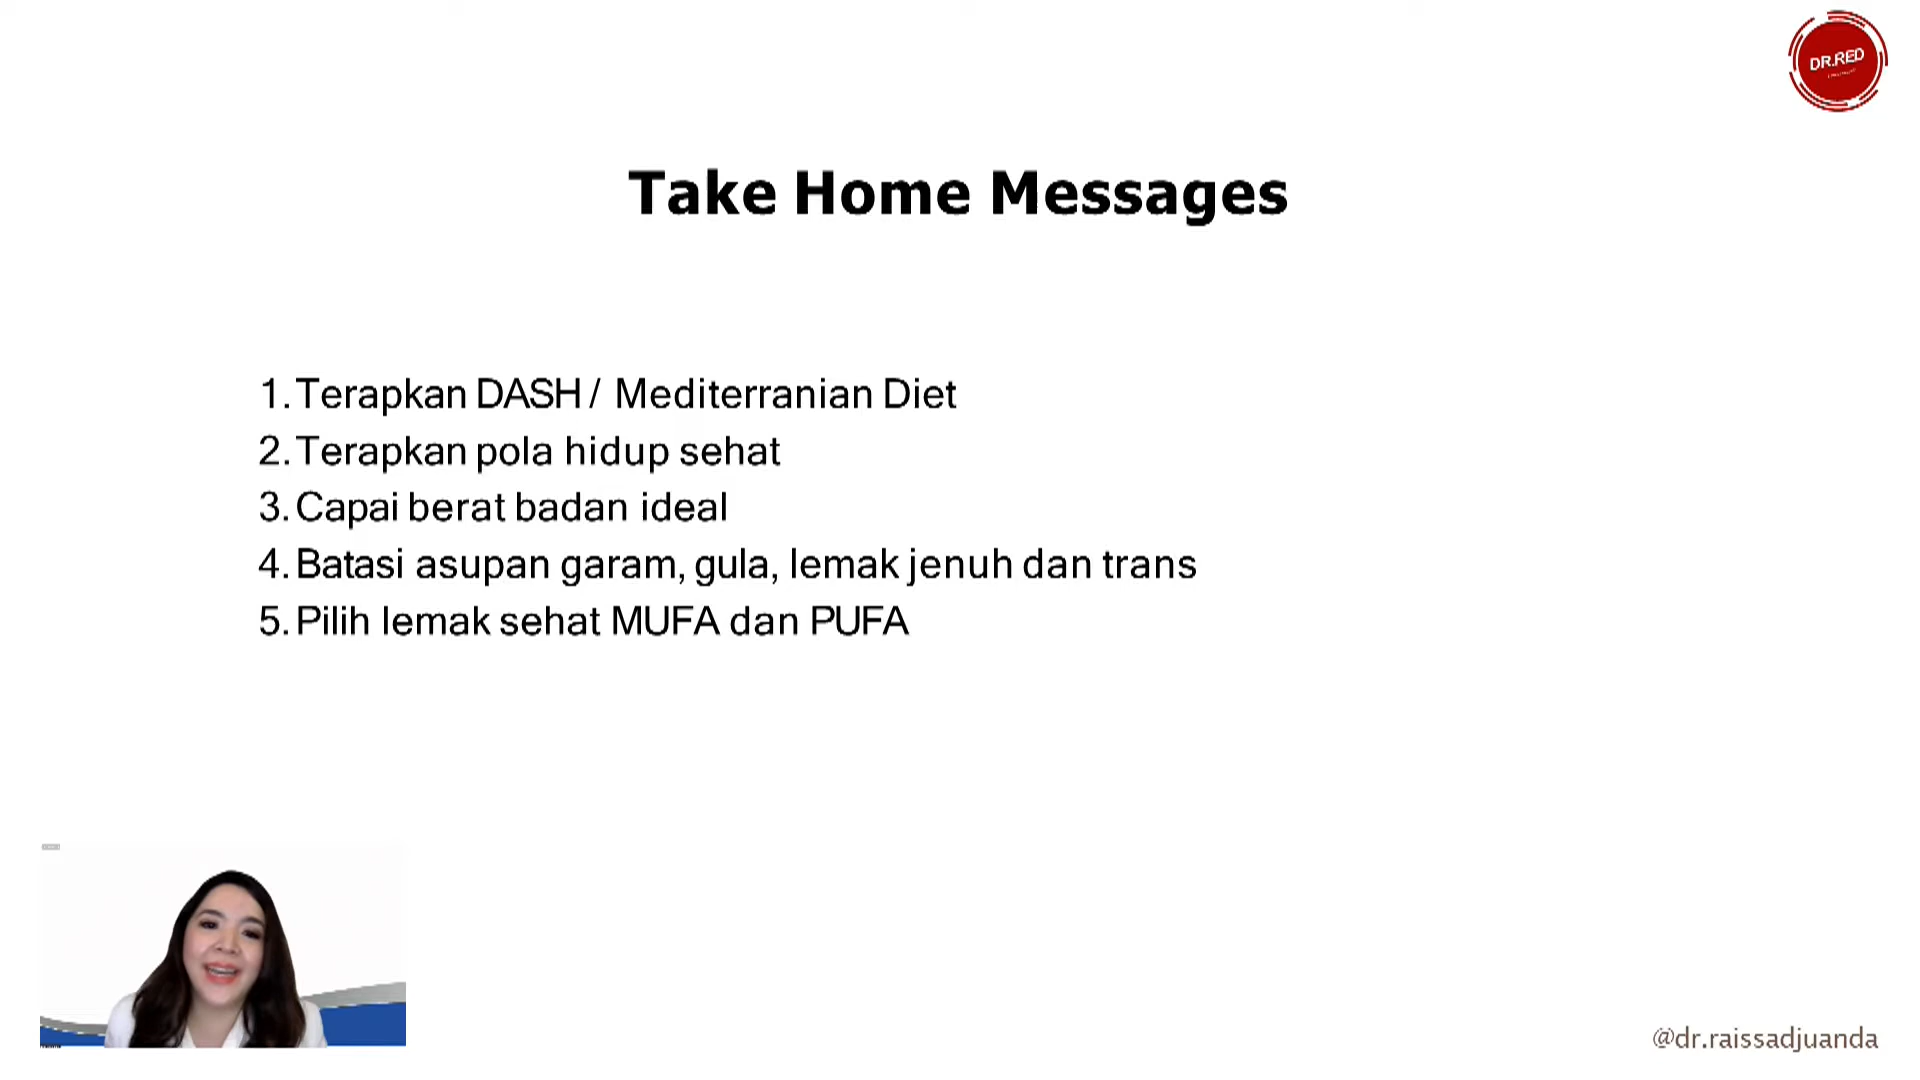 DR.RED
Take Home Messages
1. Terapkan DASH / Mediterranian Diet
2. Terapkan pola hidup sehat
3. Capai berat badan ideal
4. Batasi asupan garam, gula, lemak jenuh dan trans
5. Pilih lemak sehat MUFA dan PUFA
@dr.raissadjuanda